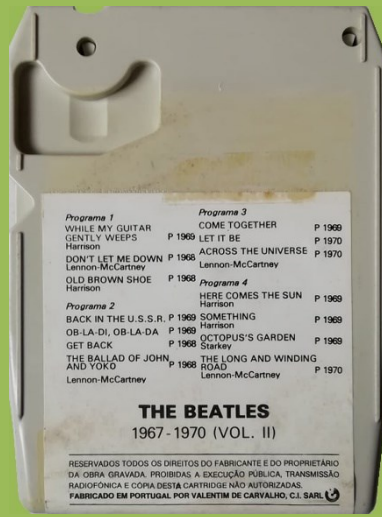 Programa 1
WHILE MY GUITAR
GENTLY WEEPS P 1969
Harrison
DON'T LET ME DOWN P 1968
Lennon-McCartney
OLD BROWN SHOE P 1968
Harrison
Programa 2
BACK IN THE U.S.S.R. P 1969
OB-LA-DI, OB-LA-DA P 1969
GET BACK P 1968
THE BALLAD OF JOHN
AND YOKO P 1968
Lennon-McCartney
Programa 3
COME TOGETHER P 1969
LET IT BE P 1970
ACROSS THE UNIVERSE P 1970
Lennon-McCartney
Programa 4
HERE COMES THE SUN P 1969
Harrison
SOMETHING P 1969
Harrison
OCTOPUS'S GARDEN P 1969
Starkey
THE LONG AND WINDING
ROAD P 1970
Lennon-McCartney
THE BEATLES
1967-1970 (VOL. II)
RESERVADOS TODOS OS DIREITOS DO FABRICANTE E DO PROPRIETÁRIO
DA OBRA GRAVADA. PROIBIDAS A EXECUÇÃO PÚBLICA, TRANSMISSÃO
RADIOFÓNICA E CÓPIA DESTA CARTRIDGE NÃO AUTORIZADAS.
FABRICADO EM PORTUGAL POR VALENTIM DE CARVALHO, C.I. SARL